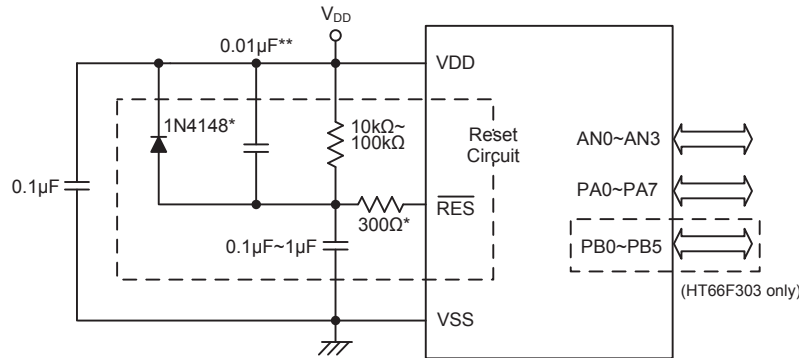 VDD
0.01µF**
VDD
1N4148*
10kΩ~
100kΩ
Reset
Circuit
AN0~AN3
0.1µF
PA0~PA7
RES
300Ω*
0.1µF~1µF
PB0~PB5
(HT66F303 only)
VSS